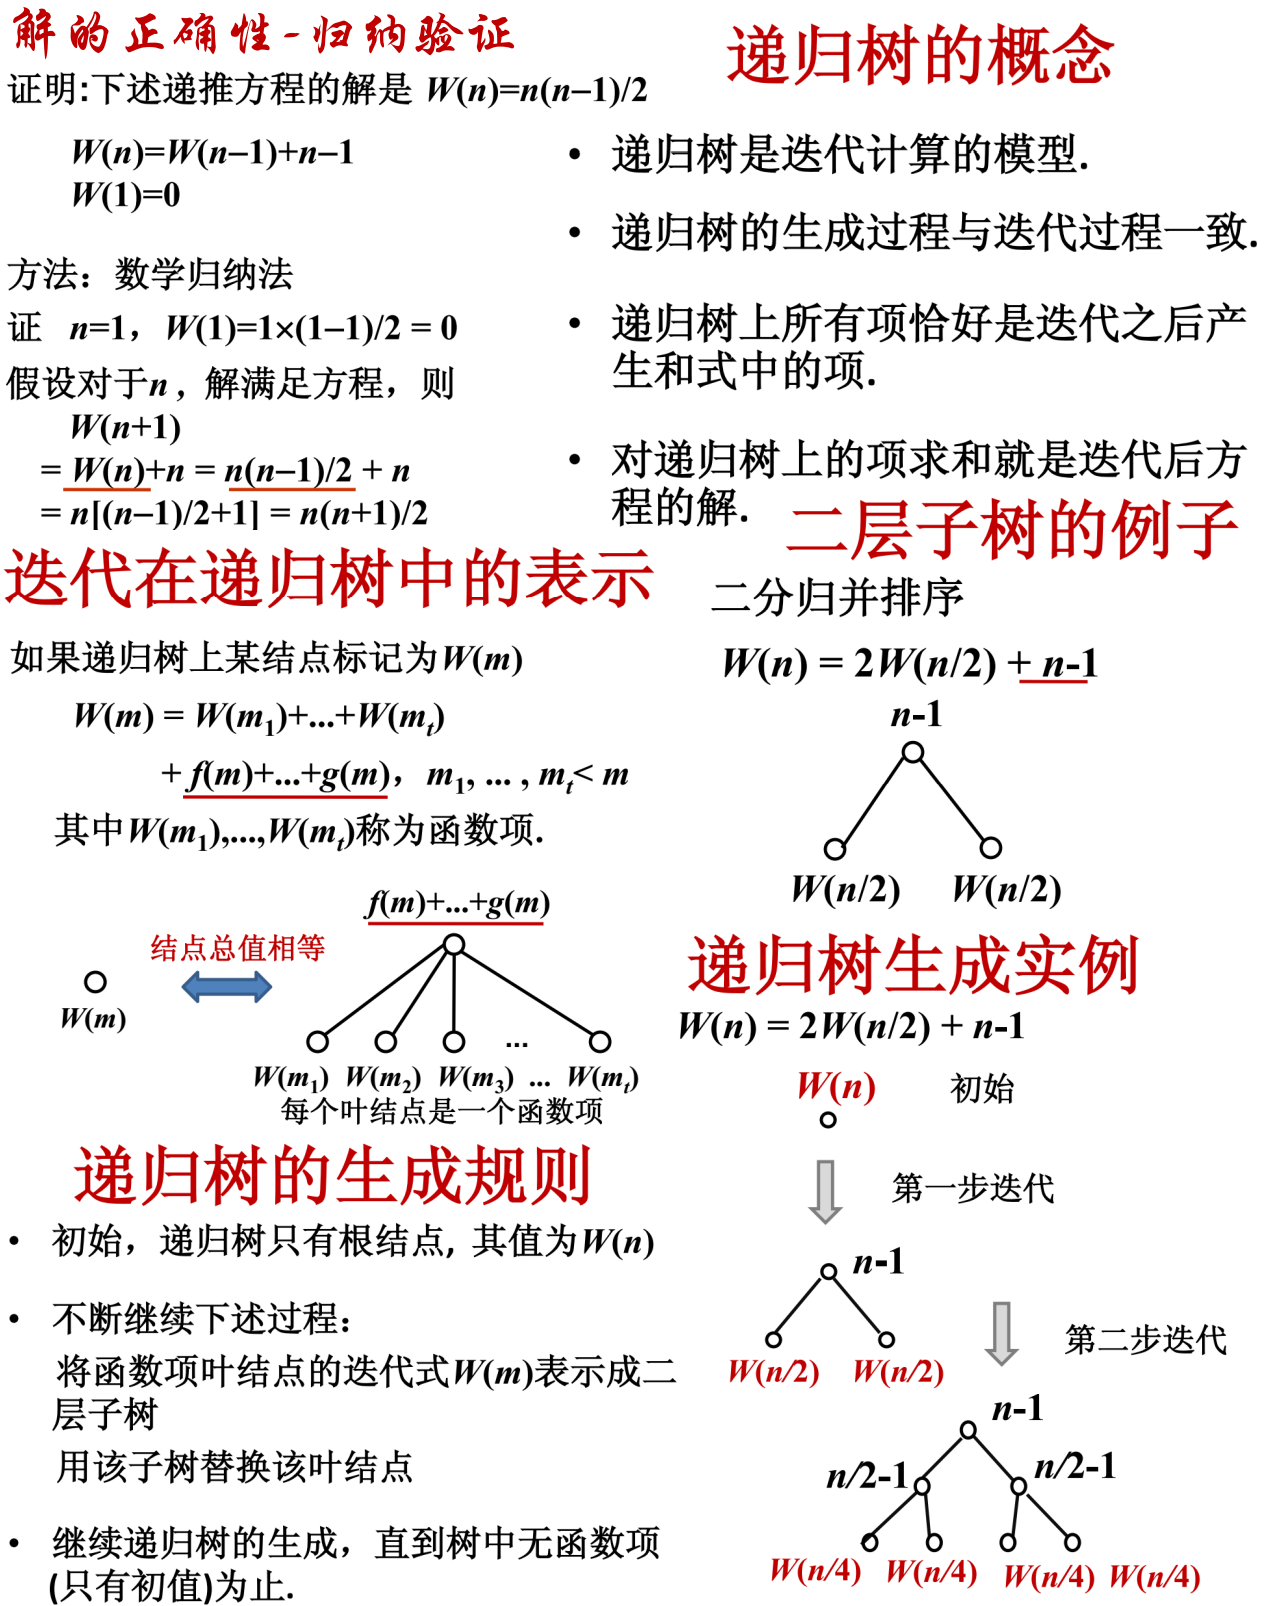 解的正确性-归纳验证
证明:下述递推方程的解是 W(n)=n(n−1)/2
W(n)=W(n−1)+n−1
W(1)=0
方法：数学归纳法
证 n=1，W(1)=1×(1−1)/2 = 0
假设对于n，解满足方程，则
W(n+1)
= W(n)+n = n(n−1)/2 + n
= n[(n−1)/2+1] = n(n+1)/2
递归树的概念
• 递归树是迭代计算的模型.
• 递归树的生成过程与迭代过程一致.
• 递归树上所有项恰好是迭代之后产
生和式中的项.
• 对递归树上的项求和就是迭代后方
程的解.
迭代在递归树中的表示
如果递归树上某结点标记为W(m)
W(m) = W(m₁)+...+W(mₜ)
+ f(m)+...+g(m)，m₁, ... , mₜ< m
其中W(m₁),...,W(mₜ)称为函数项.
f(m)+...+g(m)
结点总值相等
W(m)
...
W(m₁) W(m₂) W(m₃) ... W(mₜ)
每个叶结点是一个函数项
二层子树的例子
二分归并排序
W(n) = 2W(n/2) + n-1
n-1
W(n/2) W(n/2)
递归树的生成规则
• 初始，递归树只有根结点, 其值为W(n)
• 不断继续下述过程：
将函数项叶结点的迭代式W(m)表示成二
层子树
用该子树替换该叶结点
• 继续递归树的生成，直到树中无函数项
(只有初值)为止.
递归树生成实例
W(n) = 2W(n/2) + n-1
W(n) 初始
第一步迭代
n-1
W(n/2) W(n/2)
第二步迭代
n-1
n/2-1 n/2-1
W(n/4) W(n/4) W(n/4) W(n/4)